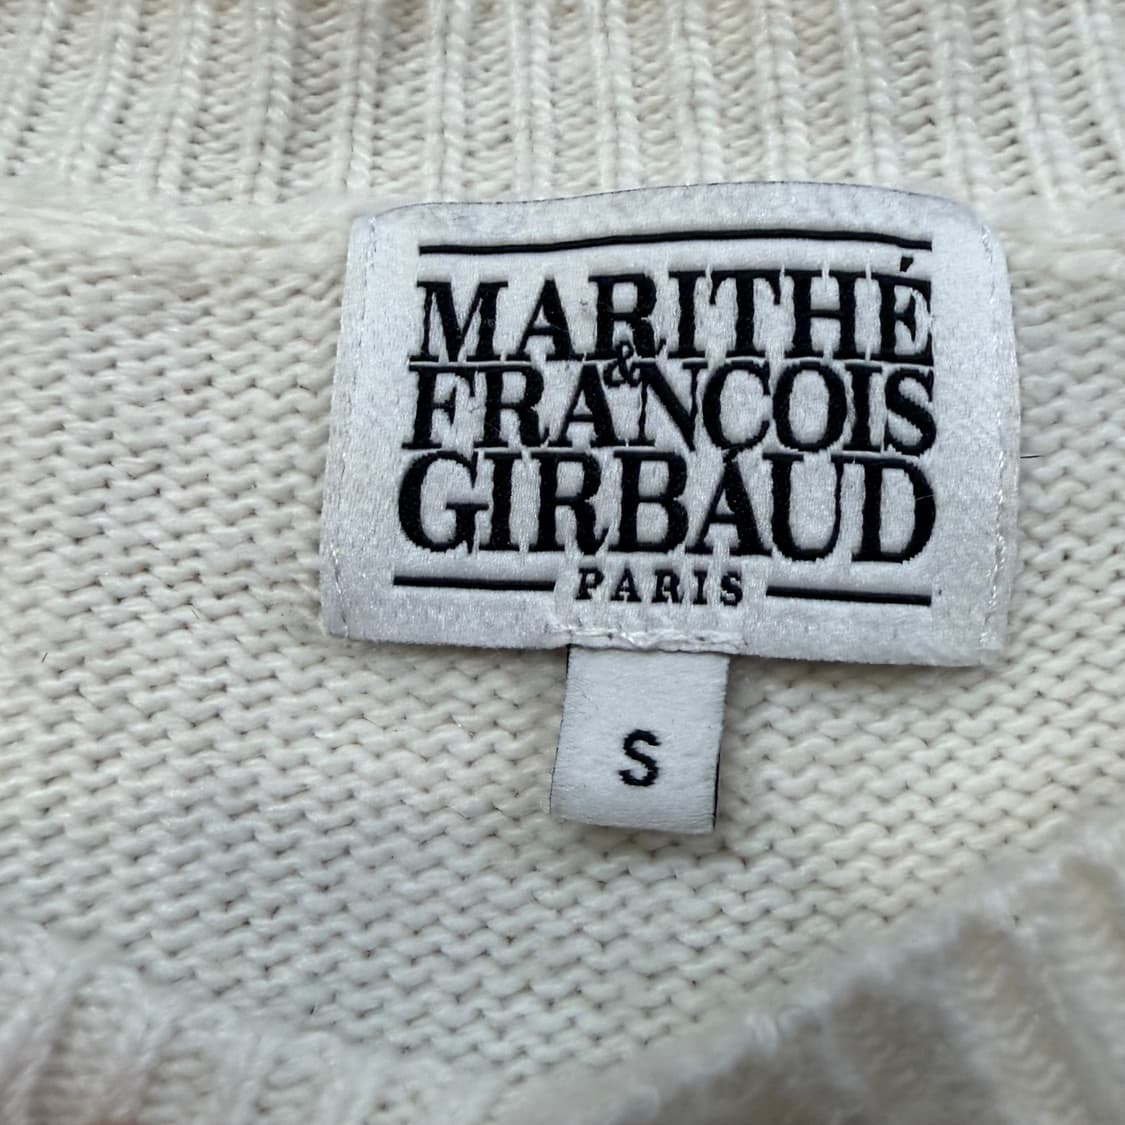 MARITHÉ
&
FRANCOIS
GIRBAUD
PARIS
S